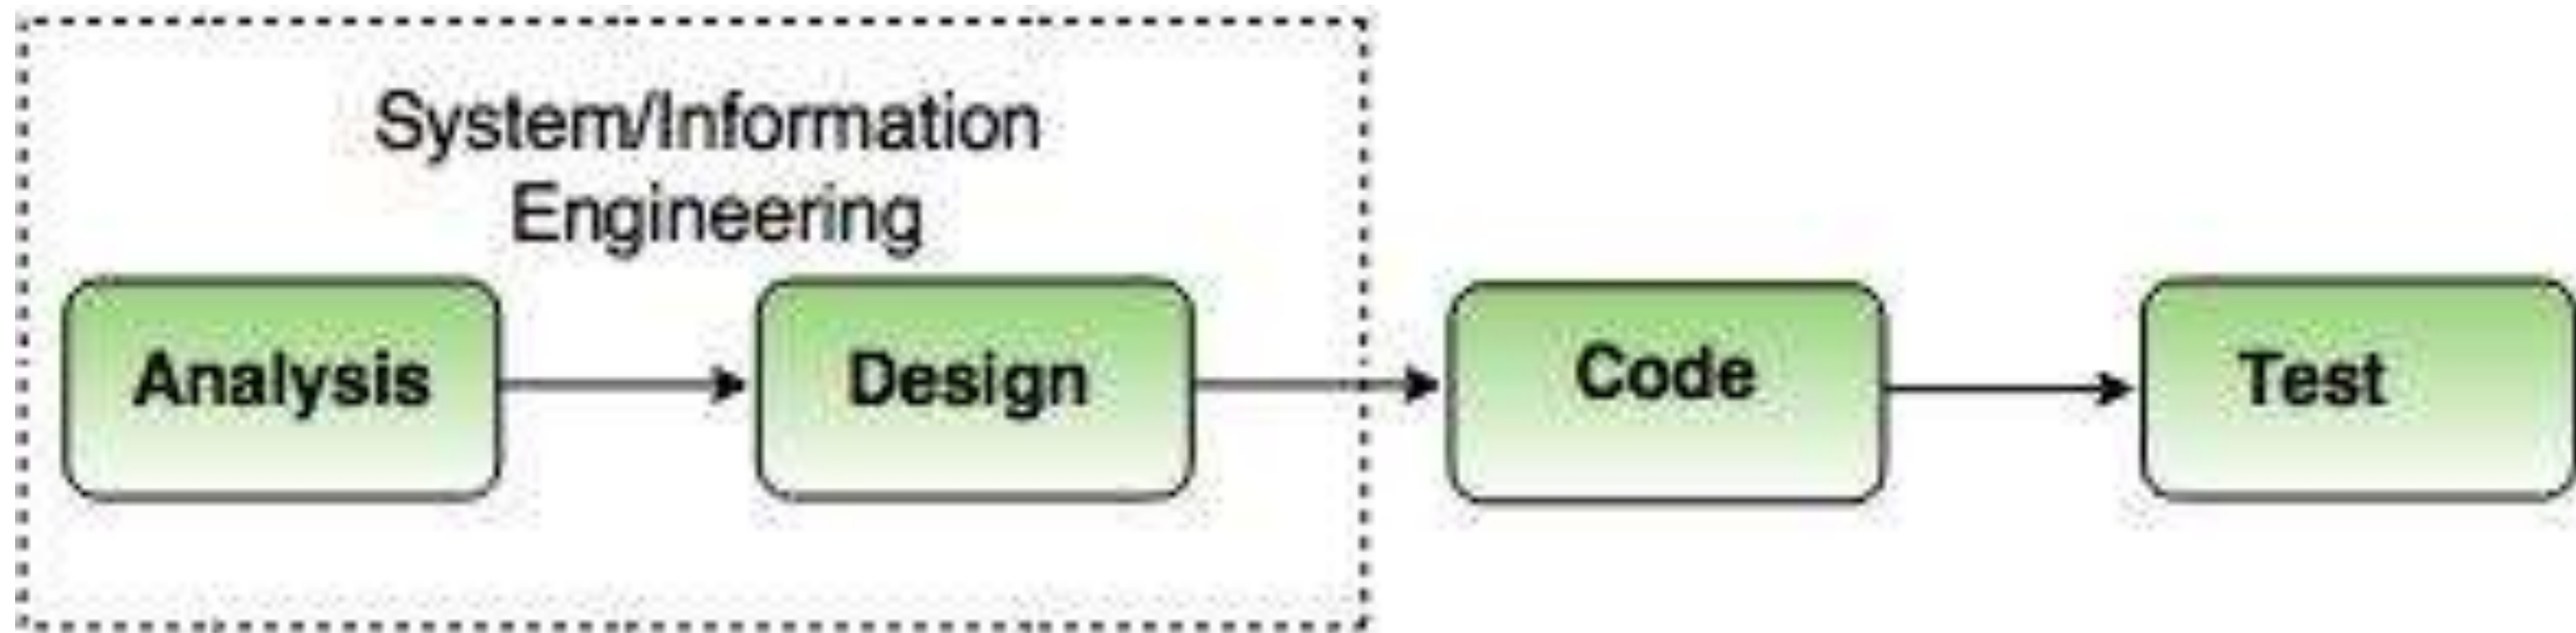 System/Information
Engineering
Analysis
Design
Code
Test